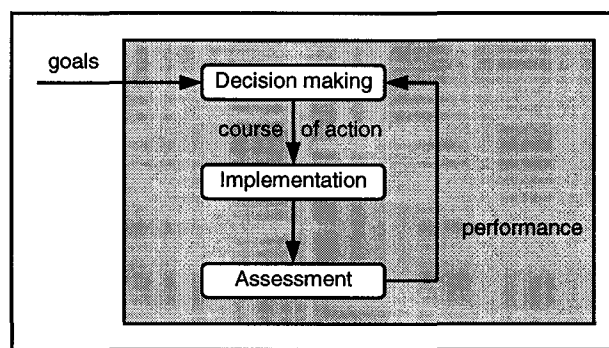 goals
Decision making
course of action
Implementation
performance
Assessment